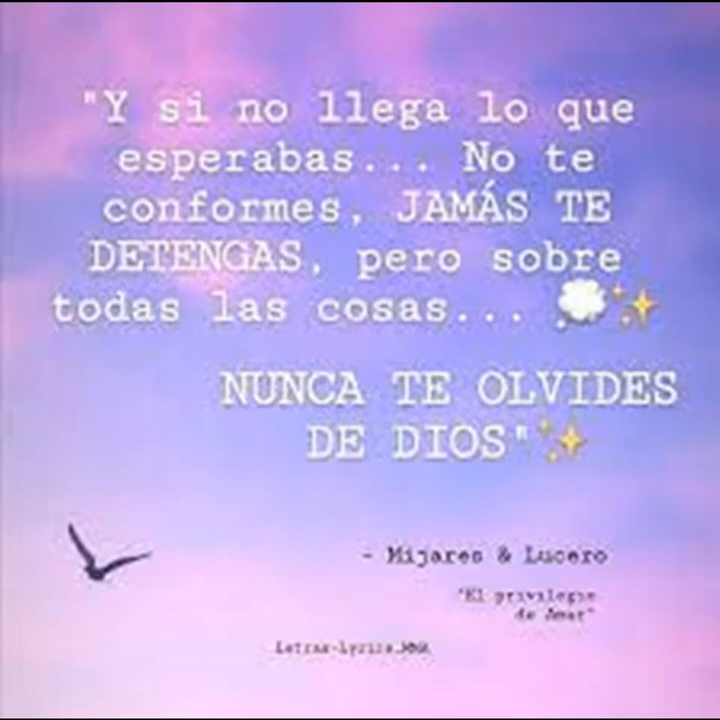 "Y si no llega lo que
esperabas... No te
conformes, JAMÁS TE
DETENGAS, pero sobre
todas las cosas... 💭✨
NUNCA TE OLVIDES
DE DIOS"✨
- Mijares & Lucero
"El privilegio
de Amar"